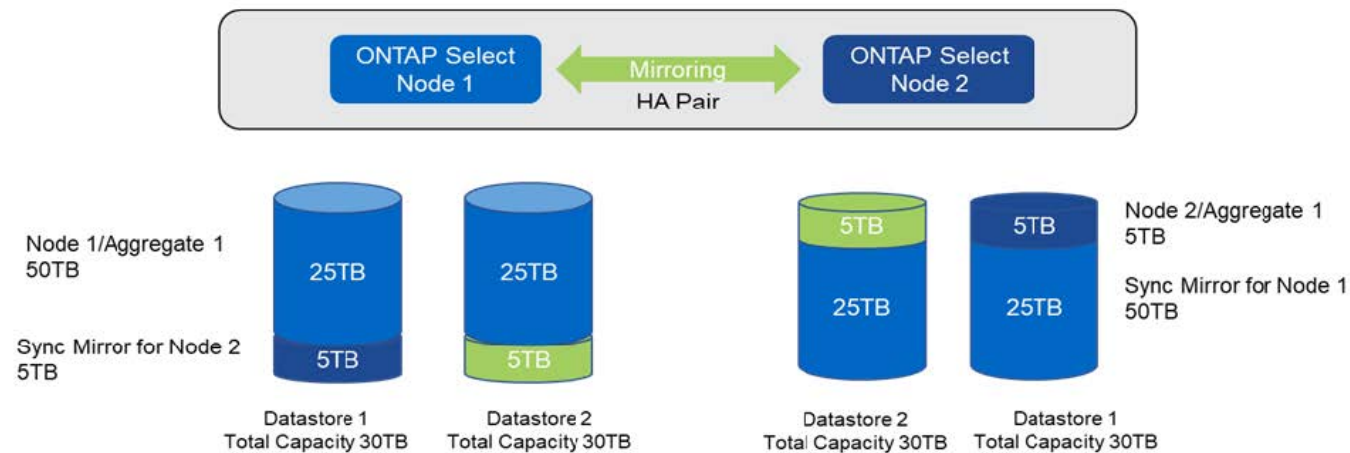 ONTAP Select
Node 1
Mirroring
HA Pair
ONTAP Select
Node 2
Node 1/Aggregate 1
50TB
25TB
25TB
Sync Mirror for Node 2
5TB
5TB
5TB
5TB
5TB
Node 2/Aggregate 1
5TB
25TB
25TB
Sync Mirror for Node 1
50TB
Datastore 1
Total Capacity 30TB
Datastore 2
Total Capacity 30TB
Datastore 2
Total Capacity 30TB
Datastore 1
Total Capacity 30TB